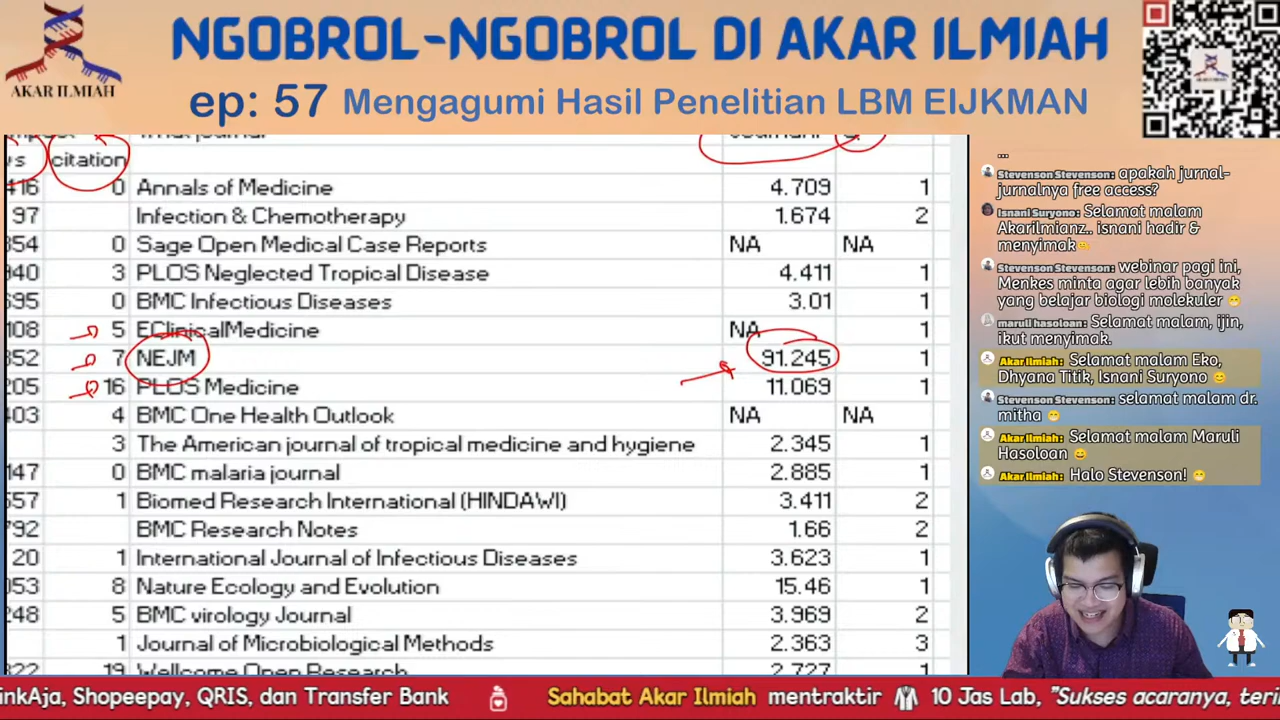 AKAR ILMIAH
NGOBROL-NGOBROL DI AKAR ILMIAH
ep: 57 Mengagumi Hasil Penelitian LBM EIJKMAN
citation
416 0 Annals of Medicine 4.709 1
97 Infection & Chemotherapy 1.674 2
354 0 Sage Open Medical Case Reports NA NA
940 3 PLOS Neglected Tropical Disease 4.411 1
695 0 BMC Infectious Diseases 3.01 1
108 5 EClinicalMedicine NA 1
352 7 NEJM 91.245 1
205 16 PLOS Medicine 11.069 1
403 4 BMC One Health Outlook NA NA
3 The American journal of tropical medicine and hygiene 2.345 1
147 0 BMC malaria journal 2.885 1
557 1 Biomed Research International (HINDAWI) 3.411 2
792 BMC Research Notes 1.66 2
20 1 International Journal of Infectious Diseases 3.623 1
053 8 Nature Ecology and Evolution 15.46 1
248 5 BMC virology Journal 3.969 2
1 Journal of Microbiological Methods 2.363 3
19 Wellcome Open Research 2.727 1
...
Stevenson Stevenson: apakah jurnal-
jurnalnya free access?
Isnani Suryono: Selamat malam
Akarilmianz.. isnani hadir &
menyimak
Stevenson Stevenson: webinar pagi ini,
Menkes minta agar lebih banyak
yang belajar biologi molekuler 😁
maruli hasoloan: Selamat malam, ijin,
ikut menyimak.
Akar Ilmiah: Selamat malam Eko,
Dhyana Titik, Isnani Suryono 😊
Stevenson Stevenson: selamat malam dr.
mitha 😁
Akar Ilmiah: Selamat malam Maruli
Hasoloan 😄
Akar Ilmiah: Halo Stevenson! 😁
inkAja, Shopeepay, QRIS, dan Transfer Bank Sahabat Akar Ilmiah mentraktir 10 Jas Lab, "Sukses acaranya, teri